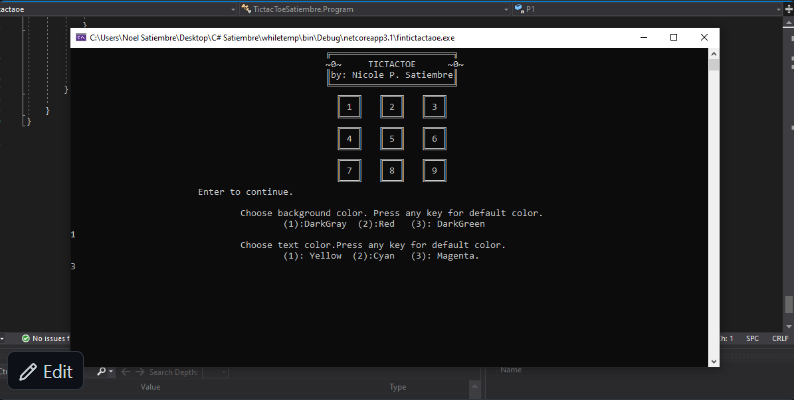 tactaoe
TictacToeSatiembre.Program
P1
C:\Users\Noel Satiembre\Desktop\C# Satiembre\whiletemp\bin\Debug\netcoreapp3.1\fintictactaoe.exe
~0~ TICTACTOE ~0~
by: Nicole P. Satiembre
1 2 3
4 5 6
7 8 9
Enter to continue.
Choose background color. Press any key for default color.
(1):DarkGray (2):Red (3): DarkGreen
1
Choose text color.Press any key for default color.
(1): Yellow (2):Cyan (3): Magenta.
3
No issues f
h: 1 SPC CRLF
Edit
Search Depth:
Name
Value Type